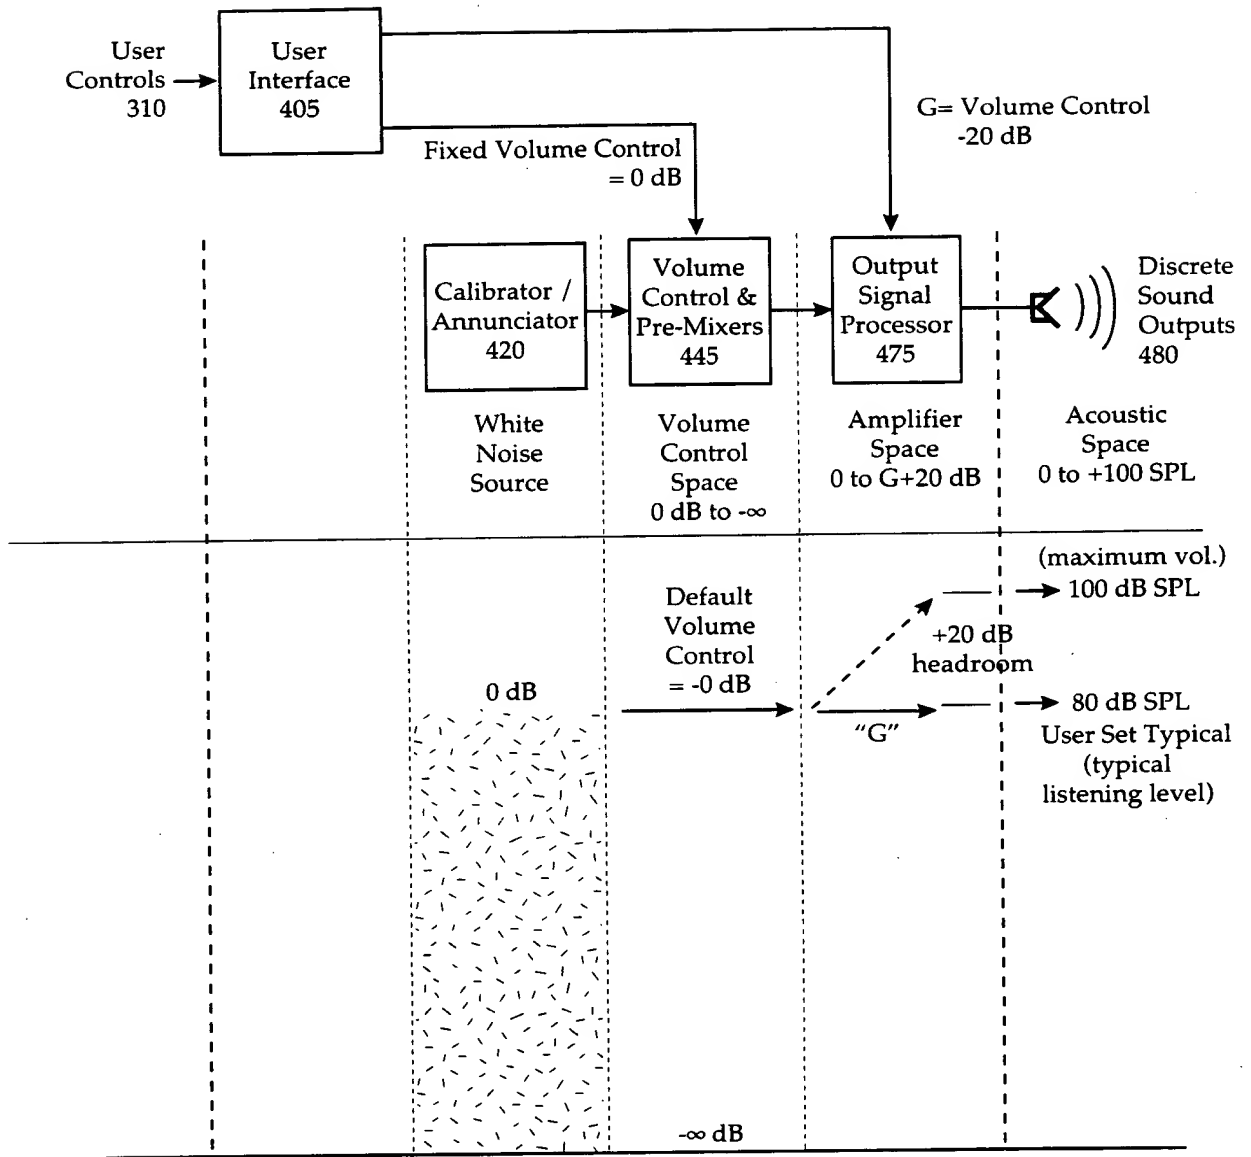 User
Controls
310
User
Interface
405
G= Volume Control
-20 dB
Fixed Volume Control
= 0 dB
Calibrator /
Annunciator
420
Volume
Control &
Pre-Mixers
445
Output
Signal
Processor
475
Discrete
Sound
Outputs
480
White
Noise
Source
Volume
Control
Space
0 dB to -∞
Amplifier
Space
0 to G+20 dB
Acoustic
Space
0 to +100 SPL
(maximum vol.)
100 dB SPL
Default
Volume
Control
= -0 dB
+20 dB
headroom
0 dB
"G"
80 dB SPL
User Set Typical
(typical
listening level)
-∞ dB